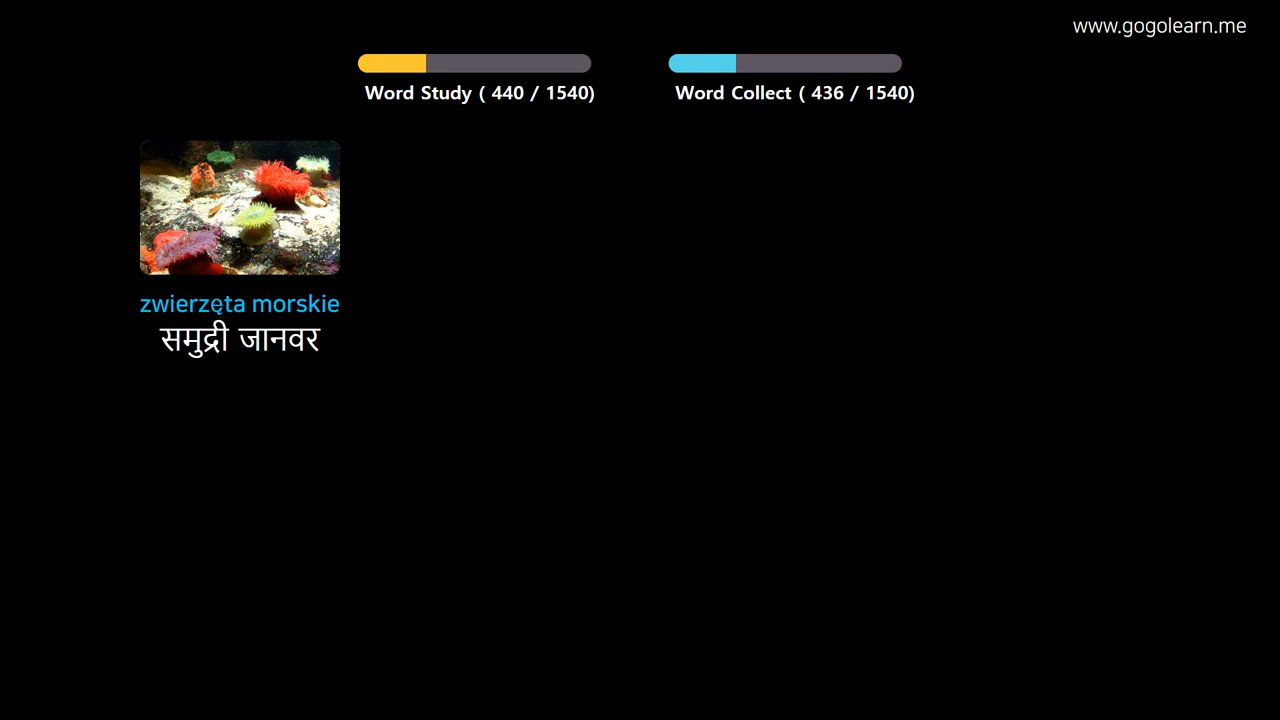 www.gogolearn.me
Word Study ( 440 / 1540)
Word Collect ( 436 / 1540)
zwierzęta morskie
समुद्री जानवर